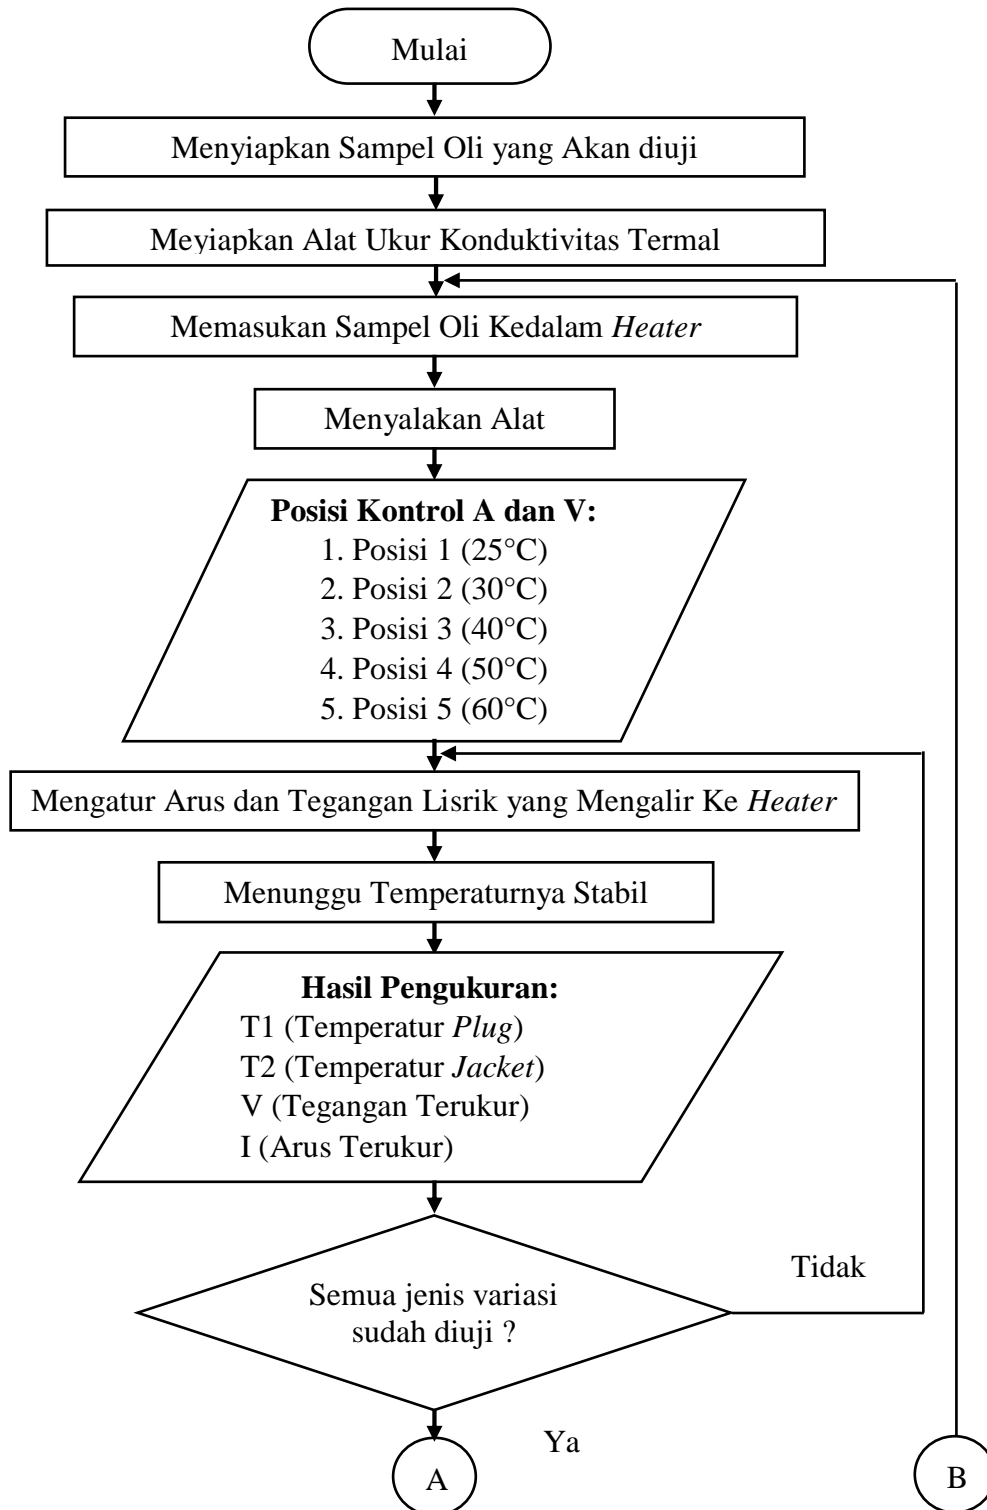 Mulai
Menyiapkan Sampel Oli yang Akan diuji
Meyiapkan Alat Ukur Konduktivitas Termal
Memasukan Sampel Oli Kedalam Heater
Menyalakan Alat
Posisi Kontrol A dan V:
1. Posisi 1 (25°C)
2. Posisi 2 (30°C)
3. Posisi 3 (40°C)
4. Posisi 4 (50°C)
5. Posisi 5 (60°C)
Mengatur Arus dan Tegangan Lisrik yang Mengalir Ke Heater
Menunggu Temperaturnya Stabil
Hasil Pengukuran:
T1 (Temperatur Plug)
T2 (Temperatur Jacket)
V (Tegangan Terukur)
I (Arus Terukur)
Semua jenis variasi
sudah diuji ?
Tidak
Ya
A
B